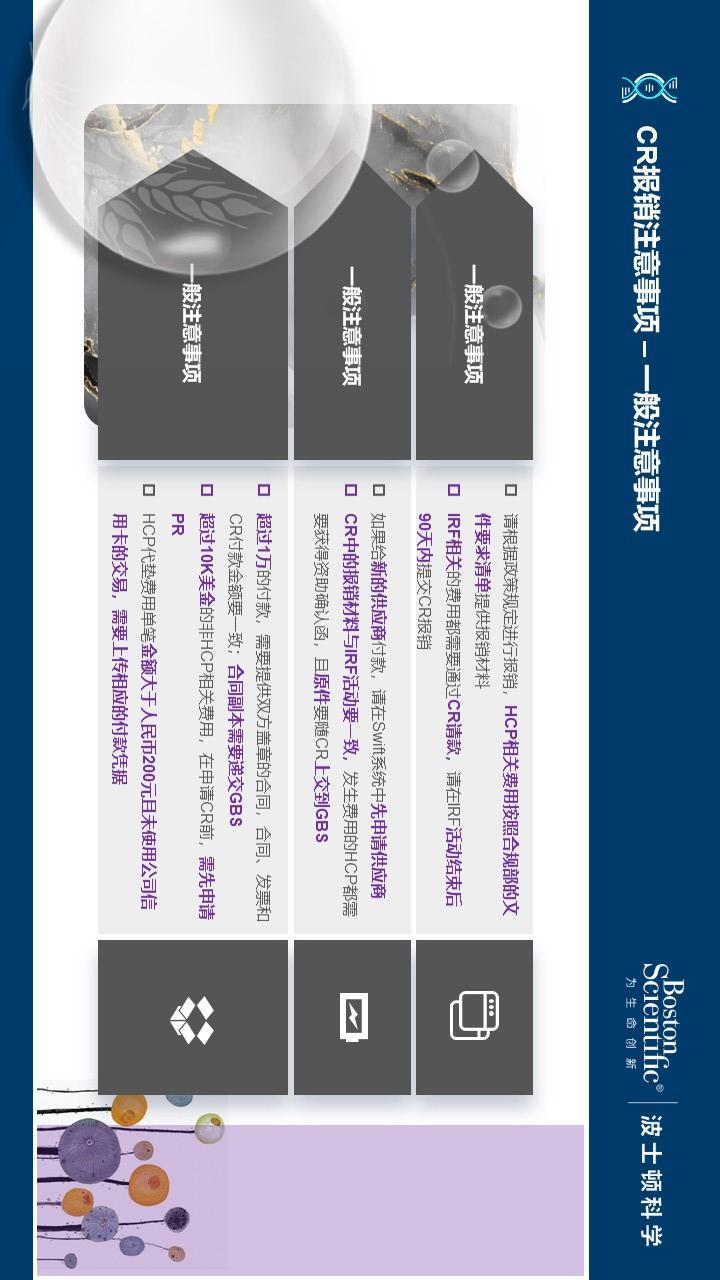 CR报销注意事项 – 一般注意事项
Boston
Scientific®
为生命创新
波士顿科学
一般注意事项
请根据政策规定进行报销，HCP相关费用按照合规部的文
件要求清单提供报销材料
IRF相关的费用都需要通过CR请款，请在IRF活动结束后
90天内提交CR报销
一般注意事项
如果给新的供应商付款，请在Swift系统中先申请供应商
CR中的报销材料与IRF活动要一致，发生费用的HCP都需
要获得资助确认函，且原件要随CR上交到GBS
一般注意事项
超过1万的付款，需要提供双方盖章的合同，合同、发票和
CR付款金额要一致；合同副本需要递交GBS
超过10K美金的非HCP相关费用，在申请CR前，需先申请
PR
HCP代垫费用单笔金额大于人民币200元且未使用公司信
用卡的交易，需要上传相应的付款凭据